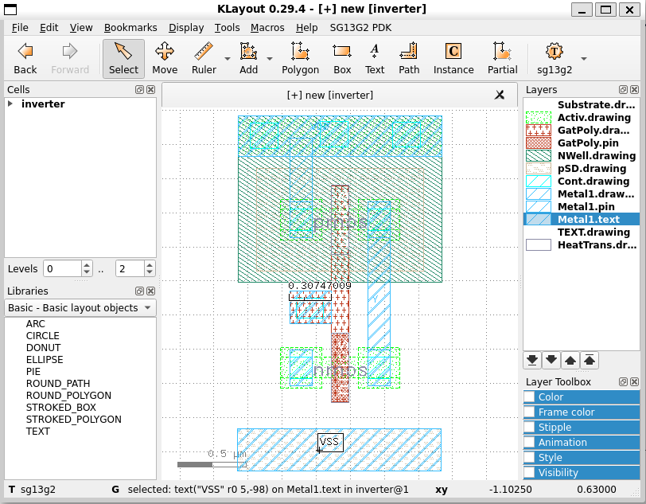 KLayout 0.29.4 - [+] new [inverter]
File Edit View Bookmarks Display Tools Macros Help SG13G2 PDK
Back Forward Select Move Ruler Add Polygon Box Text Path Instance Partial sg13g2
Cells
inverter
Levels 0 .. 2
Libraries
Basic - Basic layout objects
ARC
CIRCLE
DONUT
ELLIPSE
PIE
ROUND_PATH
ROUND_POLYGON
STROKED_BOX
STROKED_POLYGON
TEXT
[+] new [inverter]
pmos
0.30747009
nmos
VSS
0.5 µm
Layers
Substrate.dr...
Activ.drawing
GatPoly.dra...
GatPoly.pin
NWell.drawing
pSD.drawing
Cont.drawing
Metal1.draw...
Metal1.pin
Metal1.text
TEXT.drawing
HeatTrans.dr...
Layer Toolbox
Color
Frame color
Stipple
Animation
Style
Visibility
T sg13g2 G selected: text("VSS" r0 5,-98) on Metal1.text in inverter@1 xy -1.10250 0.63000